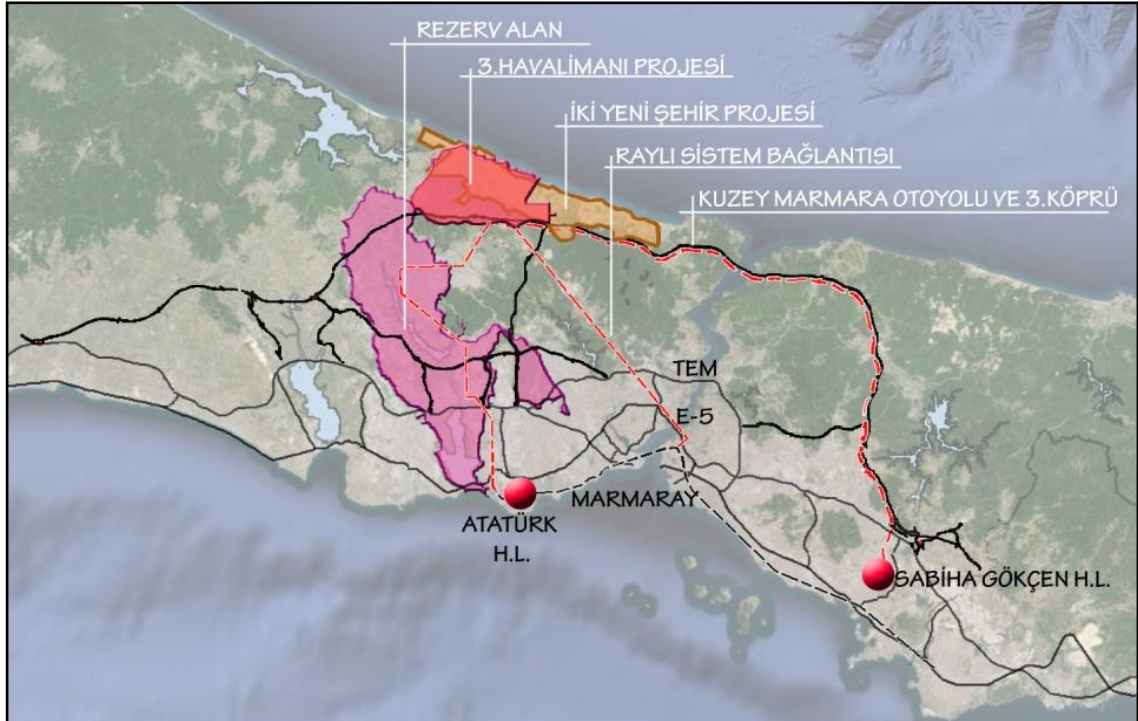 REZERV ALAN
3.HAVALİMANI PROJESİ
İKİ YENİ ŞEHİR PROJESİ
RAYLI SİSTEM BAĞLANTISI
KUZEY MARMARA OTOYOLU VE 3.KÖPRÜ
TEM
E-5
MARMARAY
ATATÜRK
H.L.
SABİHA GÖKÇEN H.L.